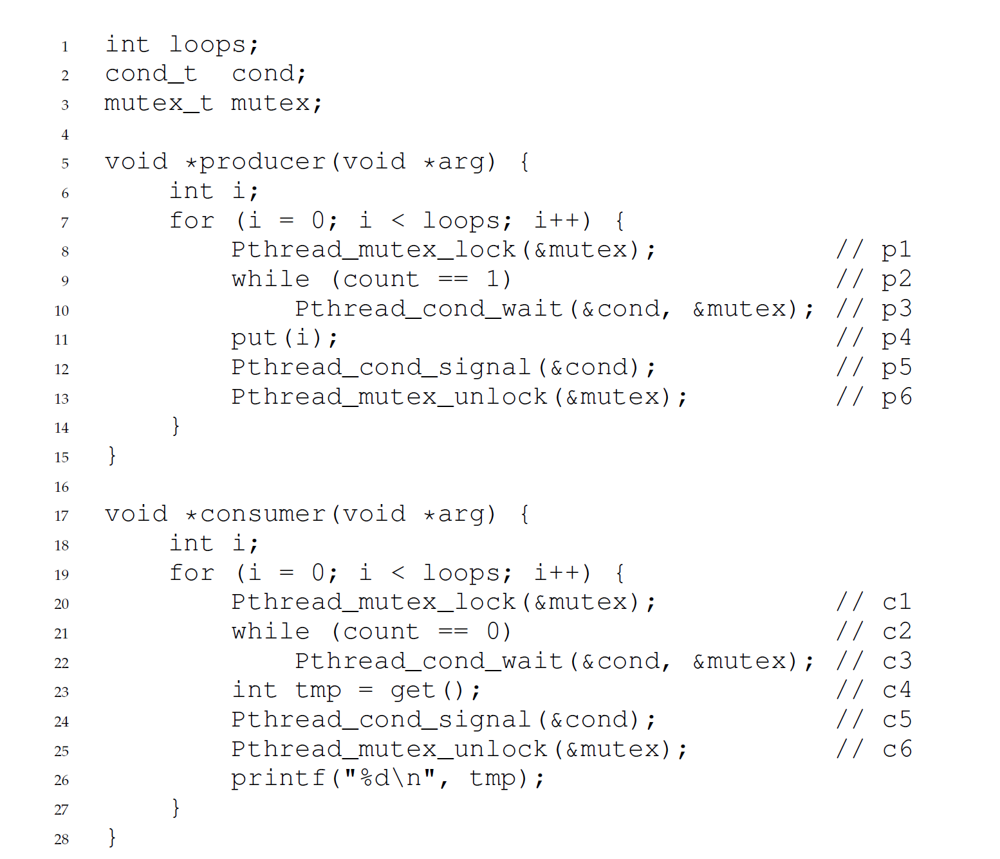 1 int loops;
2 cond_t  cond;
3 mutex_t mutex;
4
5 void *producer(void *arg) {
6     int i;
7     for (i = 0; i < loops; i++) {
8         Pthread_mutex_lock(&mutex);           // p1
9         while (count == 1)                    // p2
10             Pthread_cond_wait(&cond, &mutex); // p3
11         put(i);                               // p4
12         Pthread_cond_signal(&cond);           // p5
13         Pthread_mutex_unlock(&mutex);         // p6
14     }
15 }
16
17 void *consumer(void *arg) {
18     int i;
19     for (i = 0; i < loops; i++) {
20         Pthread_mutex_lock(&mutex);           // c1
21         while (count == 0)                    // c2
22             Pthread_cond_wait(&cond, &mutex); // c3
23         int tmp = get();                      // c4
24         Pthread_cond_signal(&cond);           // c5
25         Pthread_mutex_unlock(&mutex);         // c6
26         printf("%d\n", tmp);
27     }
28 }